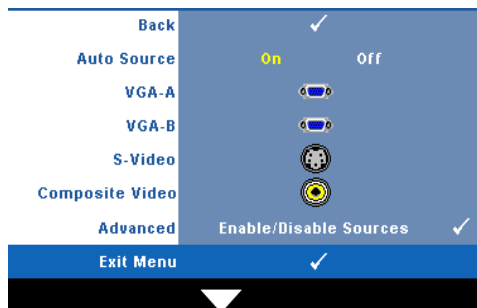 Back
Auto Source On Off
VGA-A
VGA-B
S-Video
Composite Video
Advanced Enable/Disable Sources
Exit Menu